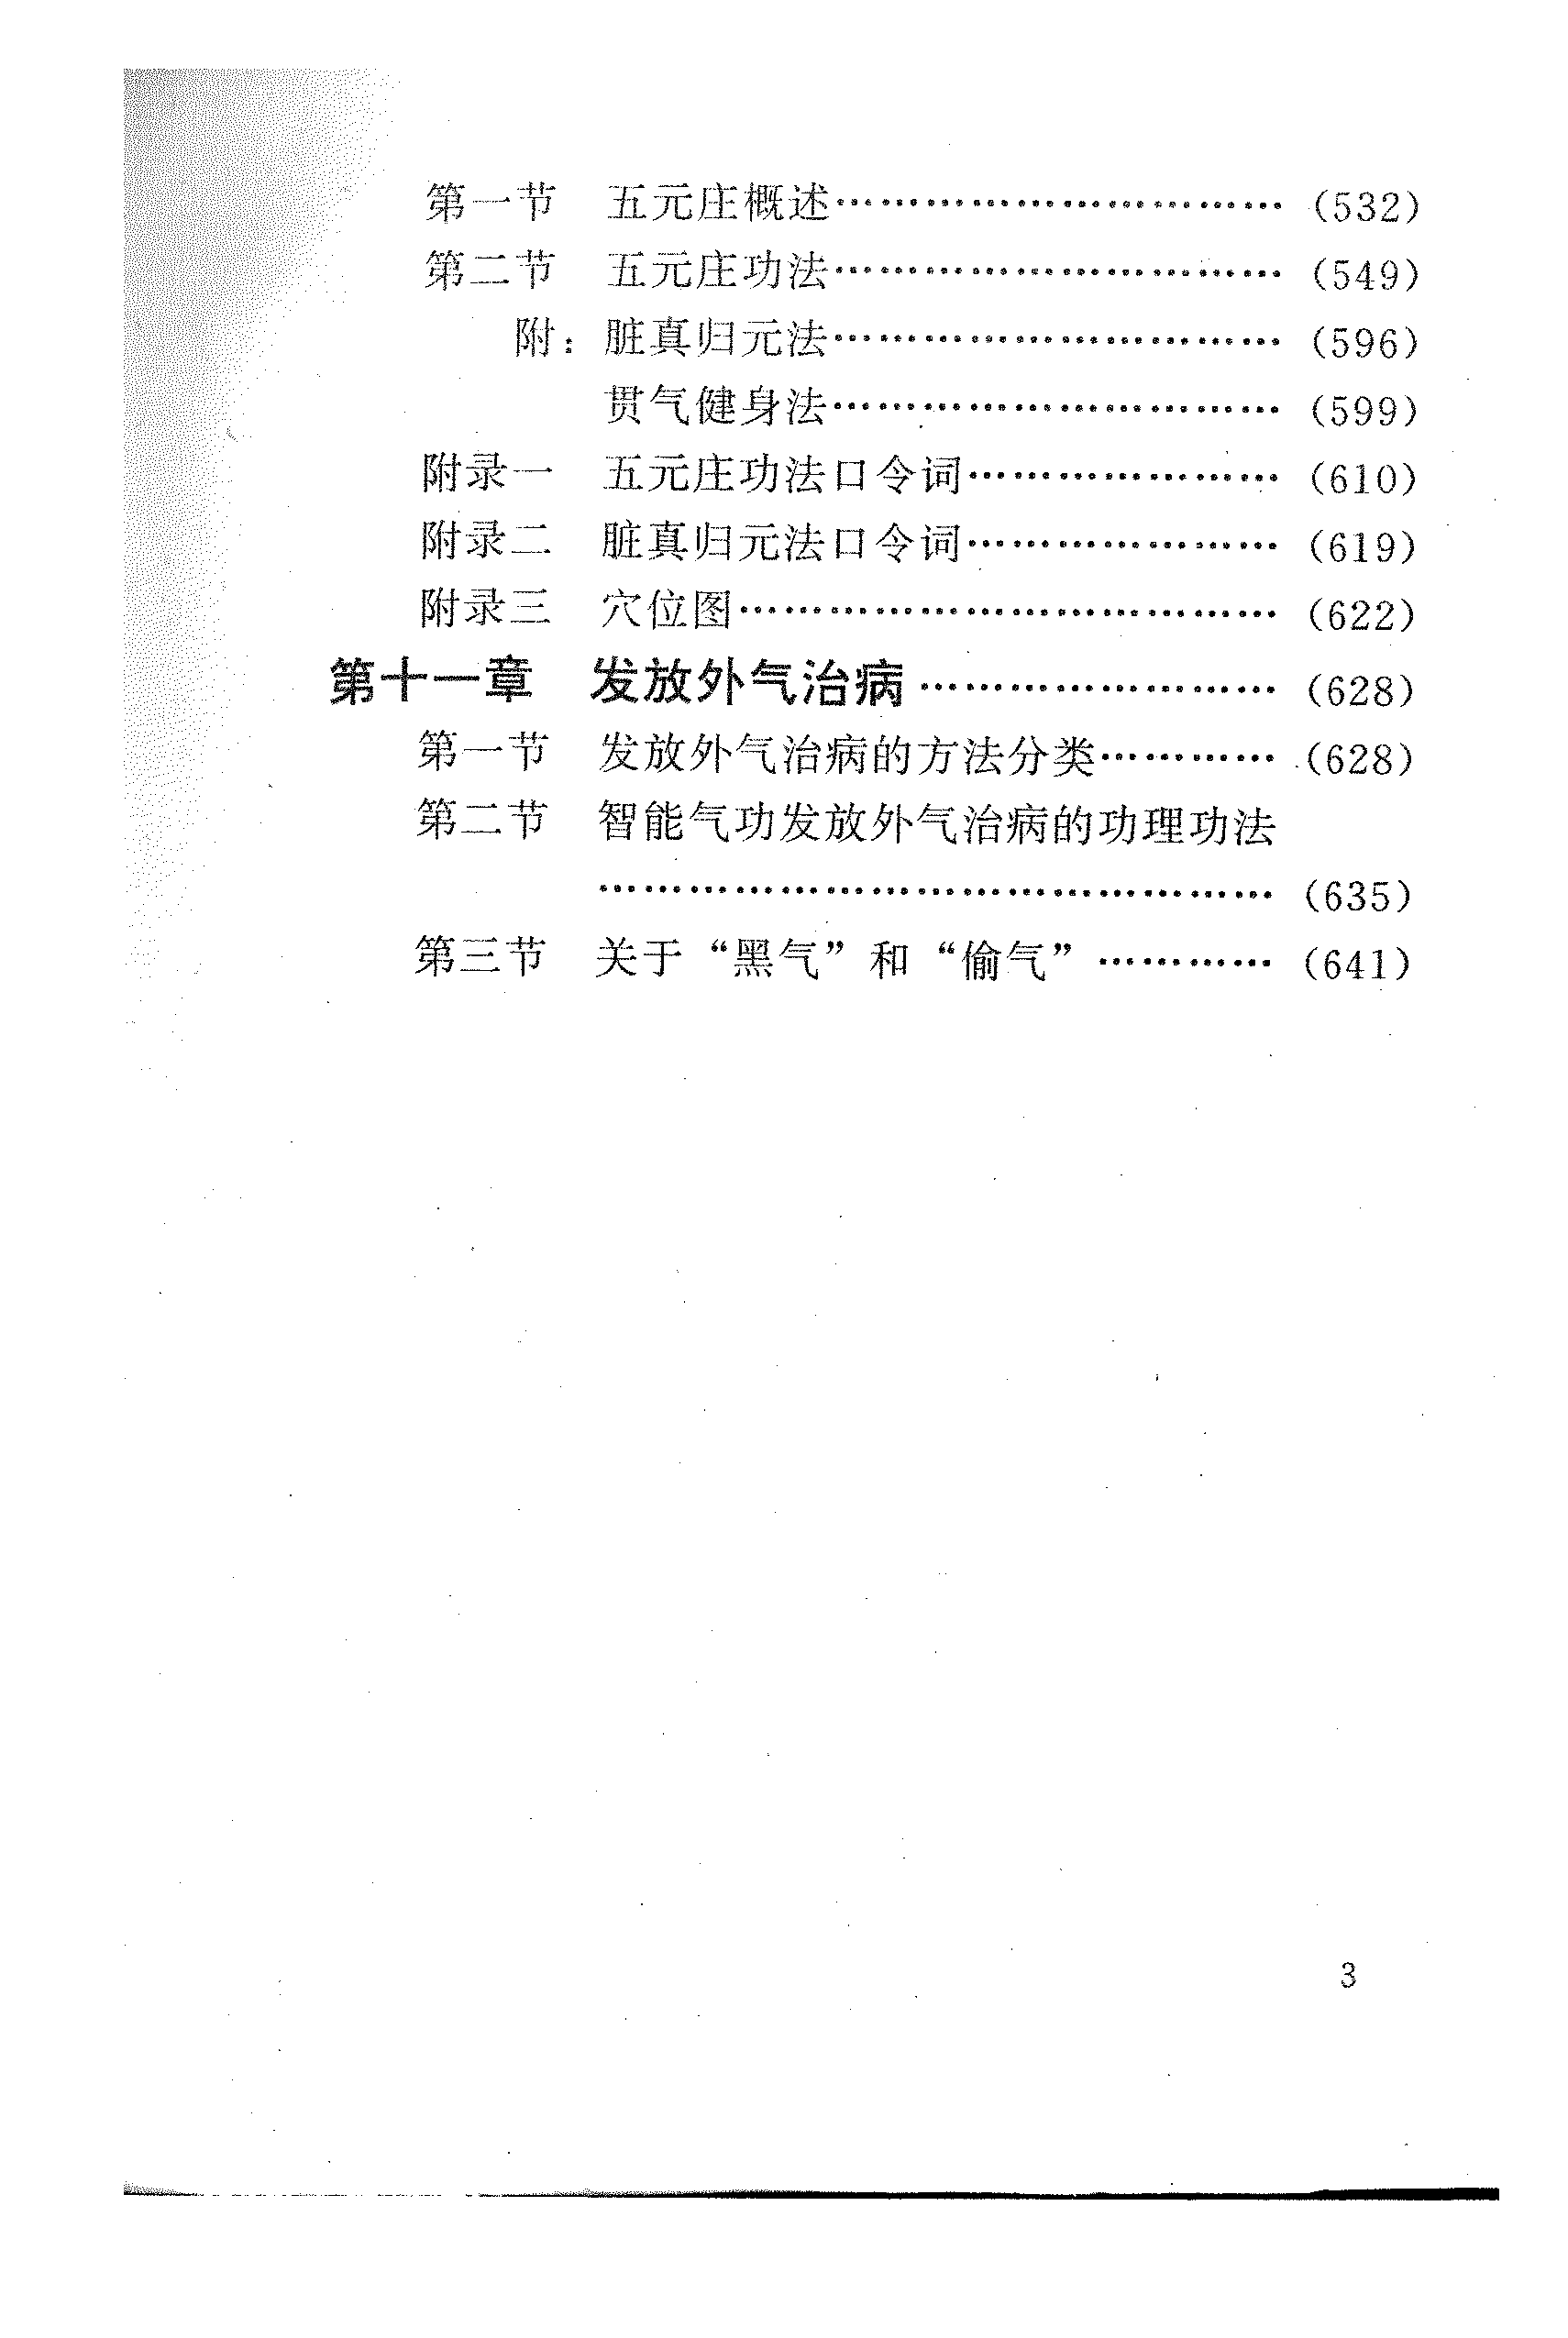 第一节　五元庄概述……………………………（532）
第二节　五元庄功法……………………………（549）
附：脏真归元法……………………………（596）
贯气健身法……………………………（599）
附录一　五元庄功法口令词…………………（610）
附录二　脏真归元法口令词…………………（619）
附录三　穴位图…………………………………（622）
第十一章　发放外气治病……………………（628）
第一节　发放外气治病的方法分类…………（628）
第二节　智能气功发放外气治病的功理功法
…………………………………………（635）
第三节　关于“黑气”和“偷气”…………（641）
3